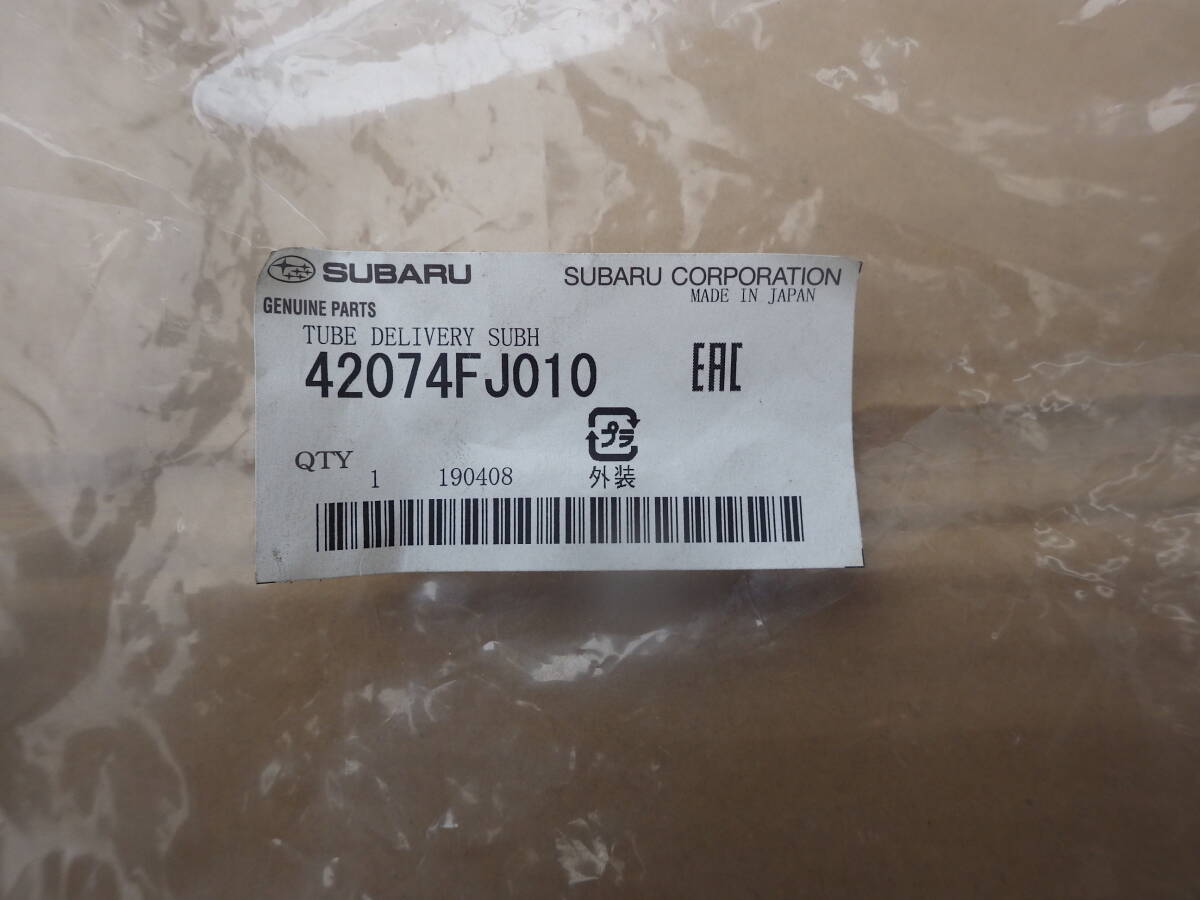 SUBARU
SUBARU CORPORATION
GENUINE PARTS
MADE IN JAPAN
TUBE DELIVERY SUBH
42074FJ010
EAC
プラ
QTY 1 190408
外装